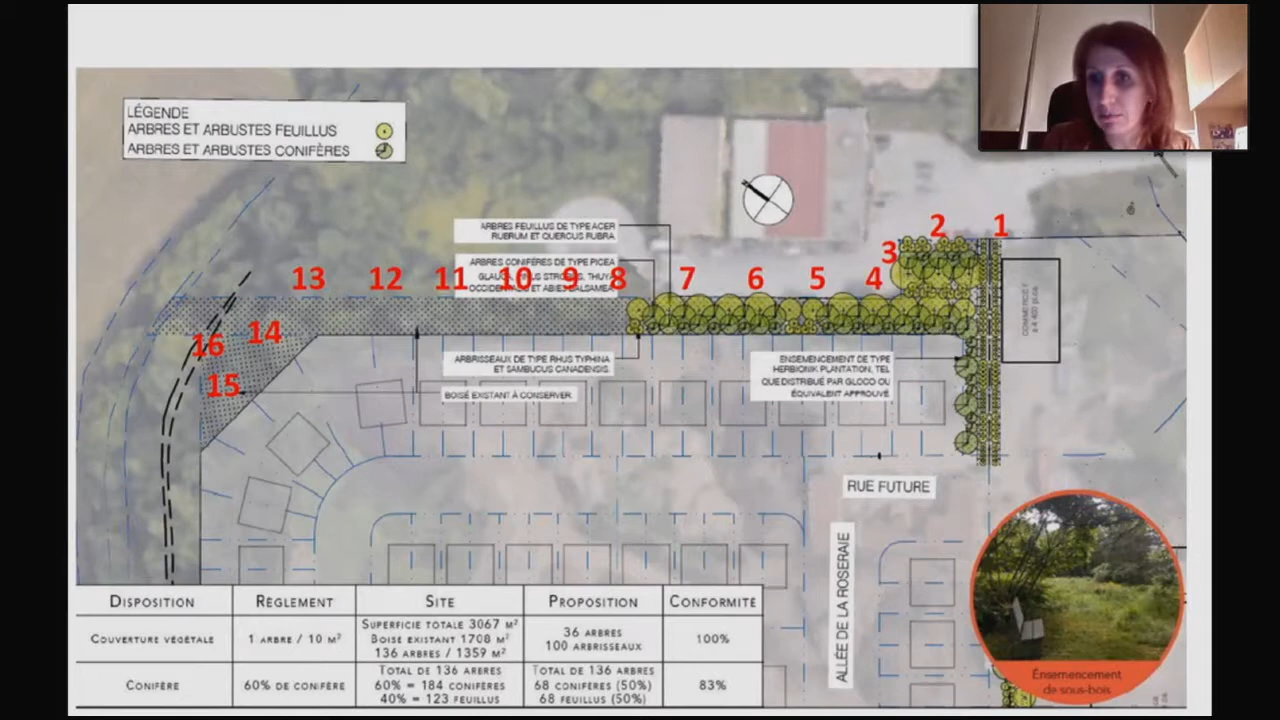 LÉGENDE
ARBRES ET ARBUSTES FEUILLUS
ARBRES ET ARBUSTES CONIFÈRES
ARBRES FEUILLUS DE TYPE ACER
RUBRUM ET QUERCUS RUBRA.
ARBRES CONIFÈRES DE TYPE PICEA
1
2
3
4
5
6
7
8
9
10
11
12
13
14
15
16
ARBRISSEAUX DE TYPE RHUS TYPHINA
ET SAMBUCUS CANADENSIS.
BOISÉ EXISTANT À CONSERVER.
ENSEMENCEMENT DE TYPE
HERBIONIK PLANTATION, TEL
QUE DISTRIBUÉ PAR GLOCO OU
ÉQUIVALENT APPROUVÉ.
RUE FUTURE
ALLÉE DE LA ROSERAIE
DISPOSITION RÈGLEMENT SITE PROPOSITION CONFORMITÉ
COUVERTURE VÉGÉTALE
1 ARBRE / 10 M²
SUPERFICIE TOTALE 3067 M²
BOISÉ EXISTANT 1708 M²
136 ARBRES / 1359 M²
36 ARBRES
100 ARBRISSEAUX
100%
CONIFÈRE
60% DE CONIFÈRE
TOTAL DE 136 ARBRES
60% = 184 CONIFÈRES
40% = 123 FEUILLUS
TOTAL DE 136 ARBRES
68 CONIFÈRES (50%)
68 FEUILLUS (50%)
83%
Ensemencement
de sous-bois